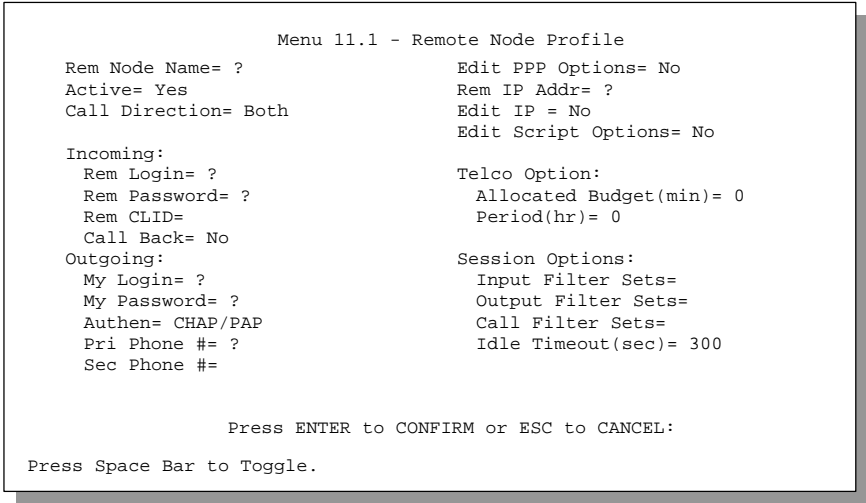 Menu 11.1 - Remote Node Profile
Rem Node Name= ? Edit PPP Options= No
Active= Yes Rem IP Addr= ?
Call Direction= Both Edit IP = No
Edit Script Options= No
Incoming:
Rem Login= ? Telco Option:
Rem Password= ? Allocated Budget(min)= 0
Rem CLID= Period(hr)= 0
Call Back= No
Outgoing: Session Options:
My Login= ? Input Filter Sets=
My Password= ? Output Filter Sets=
Authen= CHAP/PAP Call Filter Sets=
Pri Phone #= ? Idle Timeout(sec)= 300
Sec Phone #=
Press ENTER to CONFIRM or ESC to CANCEL:
Press Space Bar to Toggle.